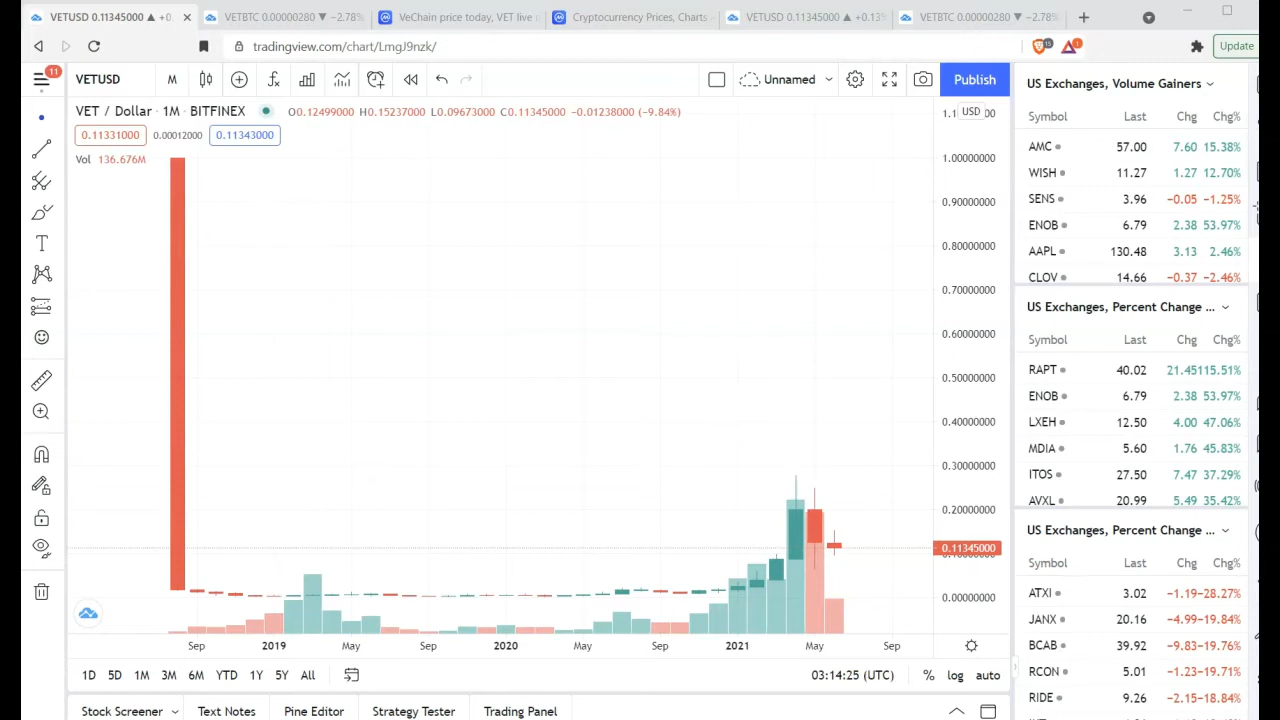 VETUSD 0.11345000 ▲ +0.
VETBTC 0.00000280 ▼ −2.78%
VeChain price today, VET live
Cryptocurrency Prices, Charts
VETUSD 0.11345000 ▲ +0.13%
VETBTC 0.00000280 ▼ −2.78%
tradingview.com/chart/LmgJ9nzk/
Update
11
VETUSD
M
Unnamed
Publish
VET / Dollar · 1M · BITFINEX
O0.12499000 H0.15237000 L0.09673000 C0.11345000 −0.01238000 (−9.84%)
0.11331000 0.00012000 0.11343000
Vol 136.676M
USD
1.00000000
0.90000000
0.80000000
0.70000000
0.60000000
0.50000000
0.40000000
0.30000000
0.20000000
0.11345000
0.00000000
Sep 2019 May Sep 2020 May Sep 2021 May Sep
1D 5D 1M 3M 6M YTD 1Y 5Y All
03:14:25 (UTC)
% log auto
Stock Screener Text Notes Pine Editor Strategy Tester Trading Panel
US Exchanges, Volume Gainers
Symbol Last Chg Chg%
AMC 57.00 7.60 15.38%
WISH 11.27 1.27 12.70%
SENS 3.96 −0.05 −1.25%
ENOB 6.79 2.38 53.97%
AAPL 130.48 3.13 2.46%
CLOV 14.66 −0.37 −2.46%
US Exchanges, Percent Change ...
Symbol Last Chg Chg%
RAPT 40.02 21.45 115.51%
ENOB 6.79 2.38 53.97%
LXEH 12.50 4.00 47.06%
MDIA 5.60 1.76 45.83%
ITOS 27.50 7.47 37.29%
AVXL 20.99 5.49 35.42%
US Exchanges, Percent Change ...
Symbol Last Chg Chg%
ATXI 3.02 −1.19 −28.27%
JANX 20.16 −4.99 −19.84%
BCAB 39.92 −9.83 −19.76%
RCON 5.01 −1.23 −19.71%
RIDE 9.26 −2.15 −18.84%